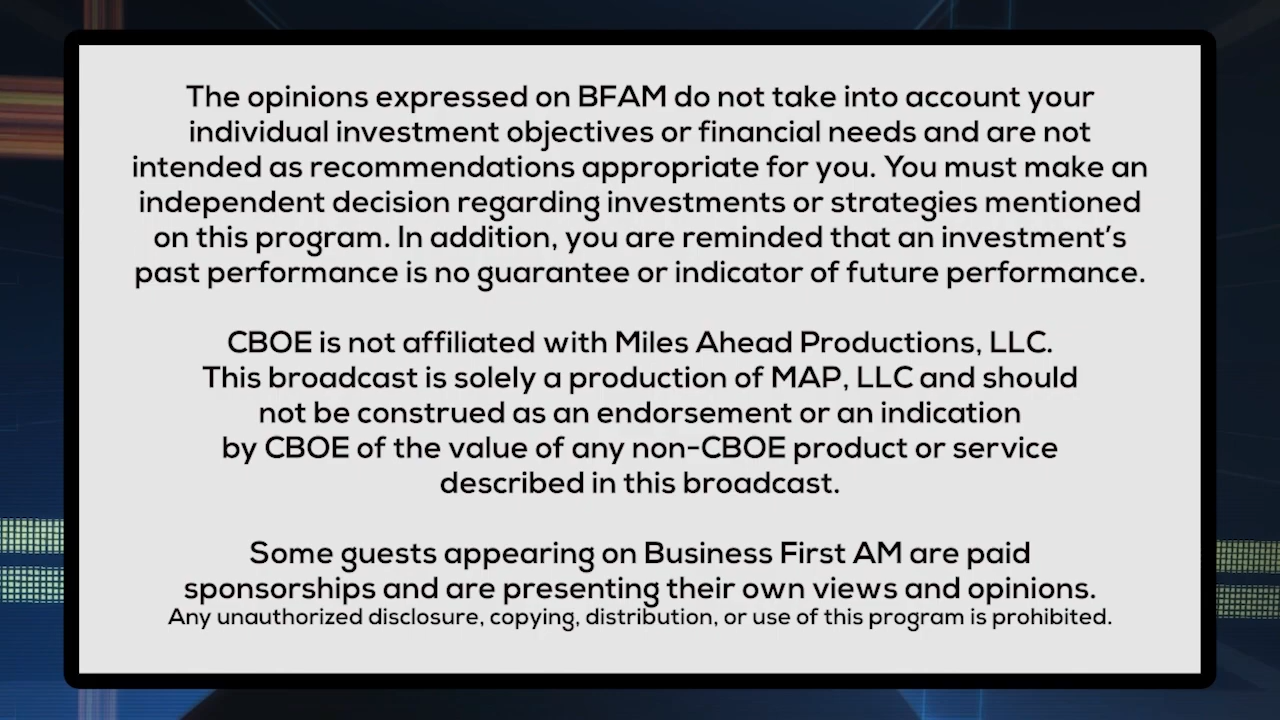 The opinions expressed on BFAM do not take into account your
individual investment objectives or financial needs and are not
intended as recommendations appropriate for you. You must make an
independent decision regarding investments or strategies mentioned
on this program. In addition, you are reminded that an investment's
past performance is no guarantee or indicator of future performance.
CBOE is not affiliated with Miles Ahead Productions, LLC.
This broadcast is solely a production of MAP, LLC and should
not be construed as an endorsement or an indication
by CBOE of the value of any non-CBOE product or service
described in this broadcast.
Some guests appearing on Business First AM are paid
sponsorships and are presenting their own views and opinions.
Any unauthorized disclosure, copying, distribution, or use of this program is prohibited.